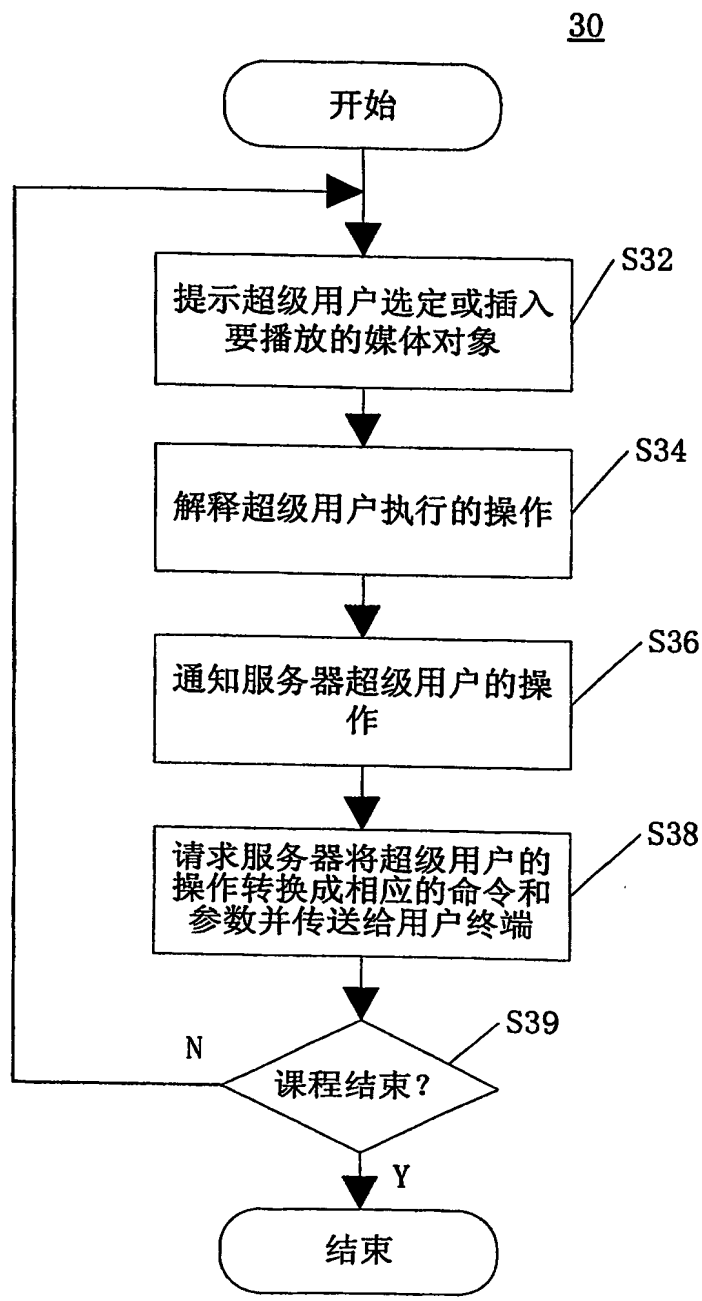 30
开始
S32
提示超级用户选定或插入
要播放的媒体对象
S34
解释超级用户执行的操作
S36
通知服务器超级用户的操
作
S38
请求服务器将超级用户的
操作转换成相应的命令和
参数并传送给用户终端
S39
N
课程结束？
Y
结束